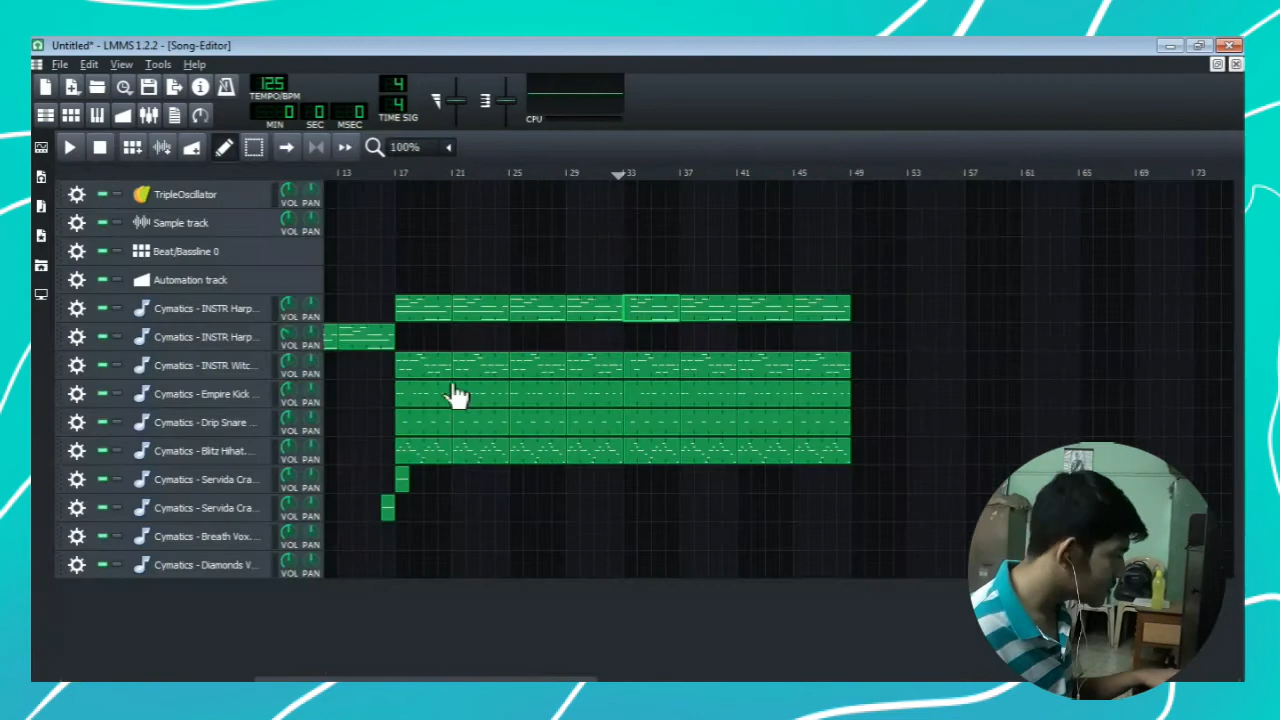 Untitled* - LMMS 1.2.2 - [Song-Editor]
File Edit View Tools Help
125
TEMPO/BPM
0 0 0
MIN SEC MSEC
4
4
TIME SIG
CPU
100%
13 17 21 25 29 33 37 41 45 49 53 57 61 65 69 73
TripleOscillator VOL PAN
Sample track VOL PAN
Beat/Bassline 0
Automation track
Cymatics - INSTR Harp... VOL PAN
Cymatics - INSTR Harp... VOL PAN
Cymatics - INSTR Witc... VOL PAN
Cymatics - Empire Kick ... VOL PAN
Cymatics - Drip Snare ... VOL PAN
Cymatics - Blitz Hihat.... VOL PAN
Cymatics - Servida Cra... VOL PAN
Cymatics - Servida Cra... VOL PAN
Cymatics - Breath Vox.... VOL PAN
Cymatics - Diamonds V... VOL PAN